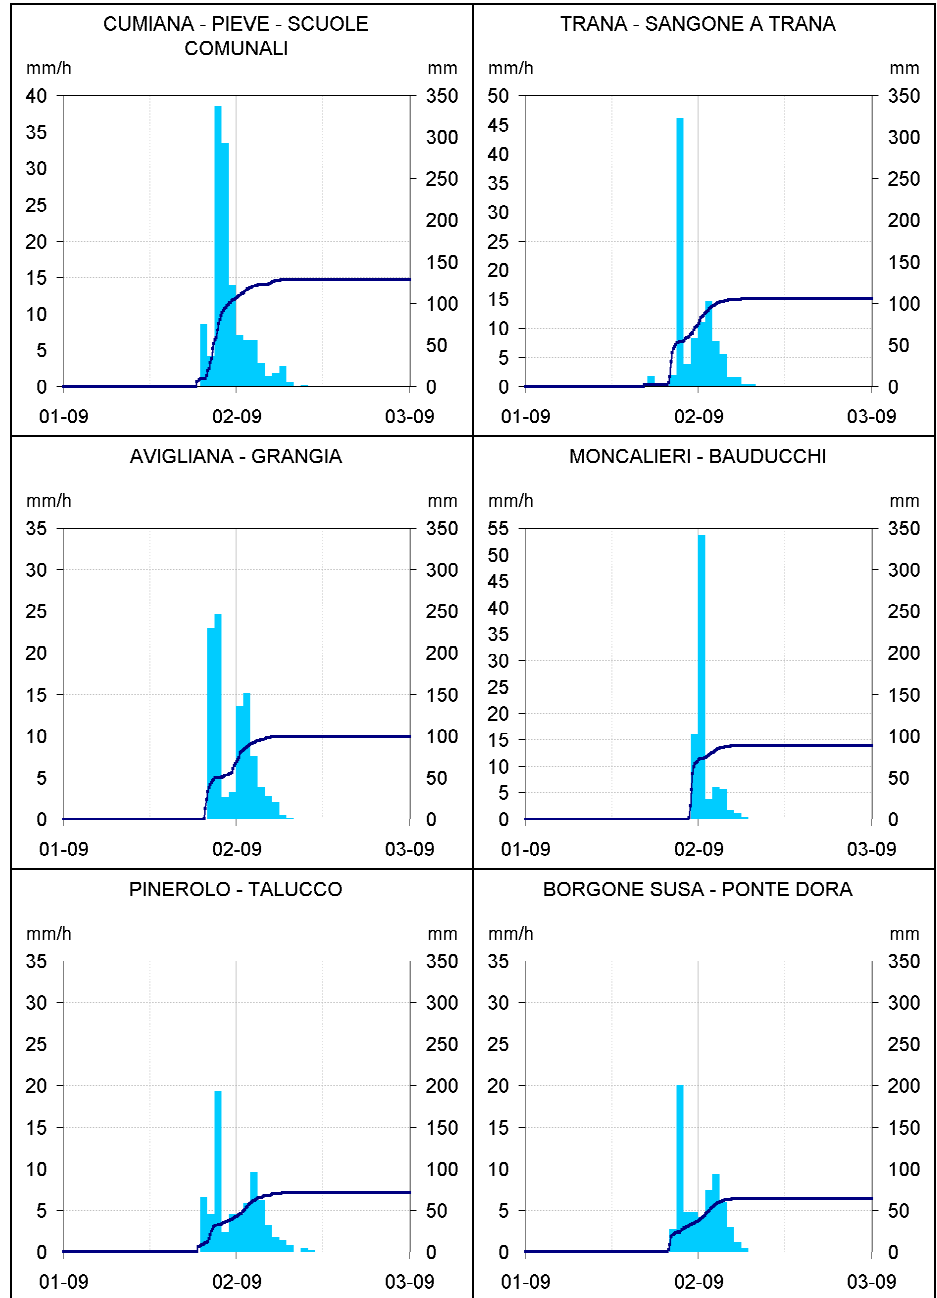 CUMIANA - PIEVE - SCUOLE
COMUNALI
mm/h mm
40 350
35 300
30 250
25 200
20 150
15 100
10 50
5 0
0
01-09 02-09 03-09
TRANA - SANGONE A TRANA
mm/h mm
50 350
45 300
40 250
35 200
30 150
25 100
20 50
15 0
10
5
0
01-09 02-09 03-09
AVIGLIANA - GRANGIA
mm/h mm
35 350
30 300
25 250
20 200
15 150
10 100
5 50
0 0
01-09 02-09 03-09
MONCALIERI - BAUDUCCHI
mm/h mm
55 350
50 300
45 250
40 200
35 150
30 100
25 50
20 0
15
10
5
0
01-09 02-09 03-09
PINEROLO - TALUCCO
mm/h mm
35 350
30 300
25 250
20 200
15 150
10 100
5 50
0 0
01-09 02-09 03-09
BORGONE SUSA - PONTE DORA
mm/h mm
35 350
30 300
25 250
20 200
15 150
10 100
5 50
0 0
01-09 02-09 03-09